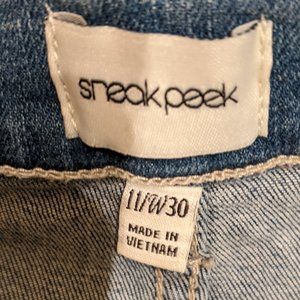 sneakpeek
11/W30
MADE IN
VIETNAM